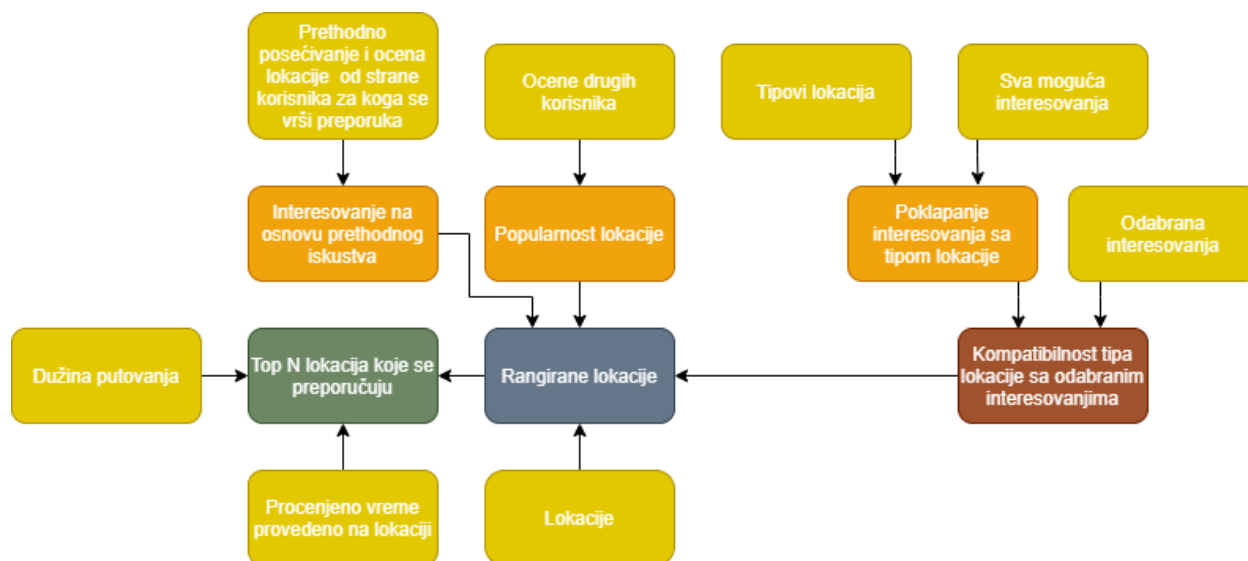 Prethodno
posećivanje i ocena
lokacije od strane
korisnika za koga se
vrši preporuka
Ocene drugih
korisnika
Tipovi lokacija
Sva moguća
interesovanja
Interesovanje na
osnovu prethodnog
iskustva
Popularnost lokacije
Poklapanje
interesovanja sa
tipom lokacije
Odabrana
interesovanja
Dužina putovanja
Top N lokacija koje se
preporučuju
Rangirane lokacije
Kompatibilnost tipa
lokacije sa odabranim
interesovanjima
Procenjeno vreme
provedeno na lokaciji
Lokacije